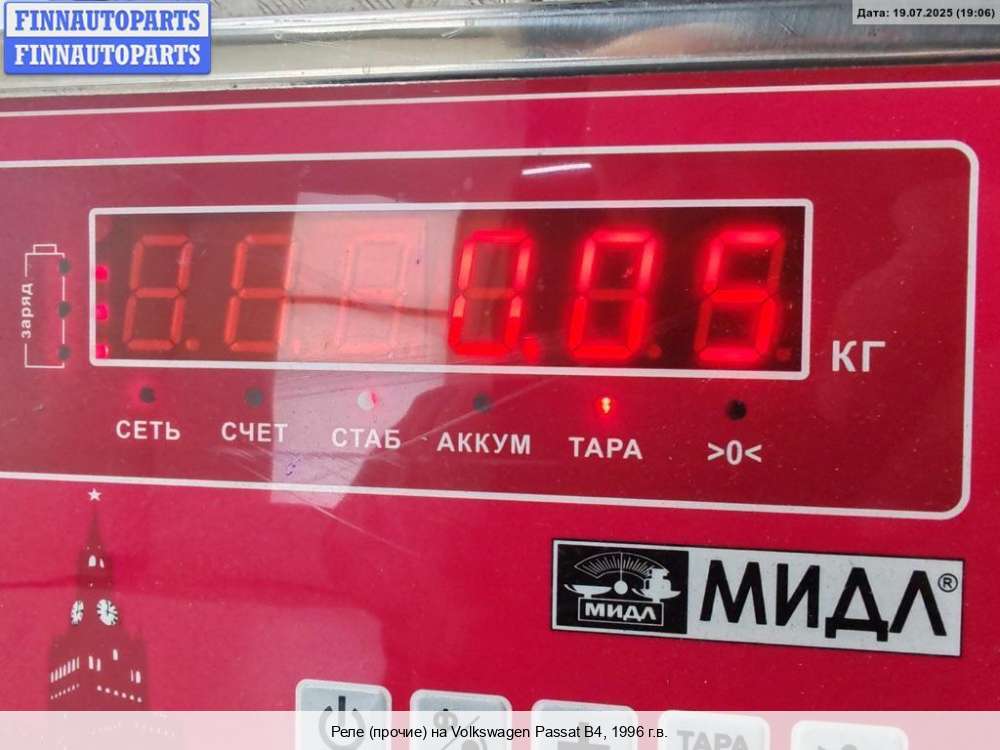 FINNAUTOPARTS
FINNAUTOPARTS
Дата: 19.07.2025 (19:06)
заряд
0.05
КГ
СЕТЬ СЧЕТ СТАБ АККУМ ТАРА >0<
МИДЛ
МИДЛ®
ТАРА
Реле (прочие) на Volkswagen Passat B4, 1996 г.в.